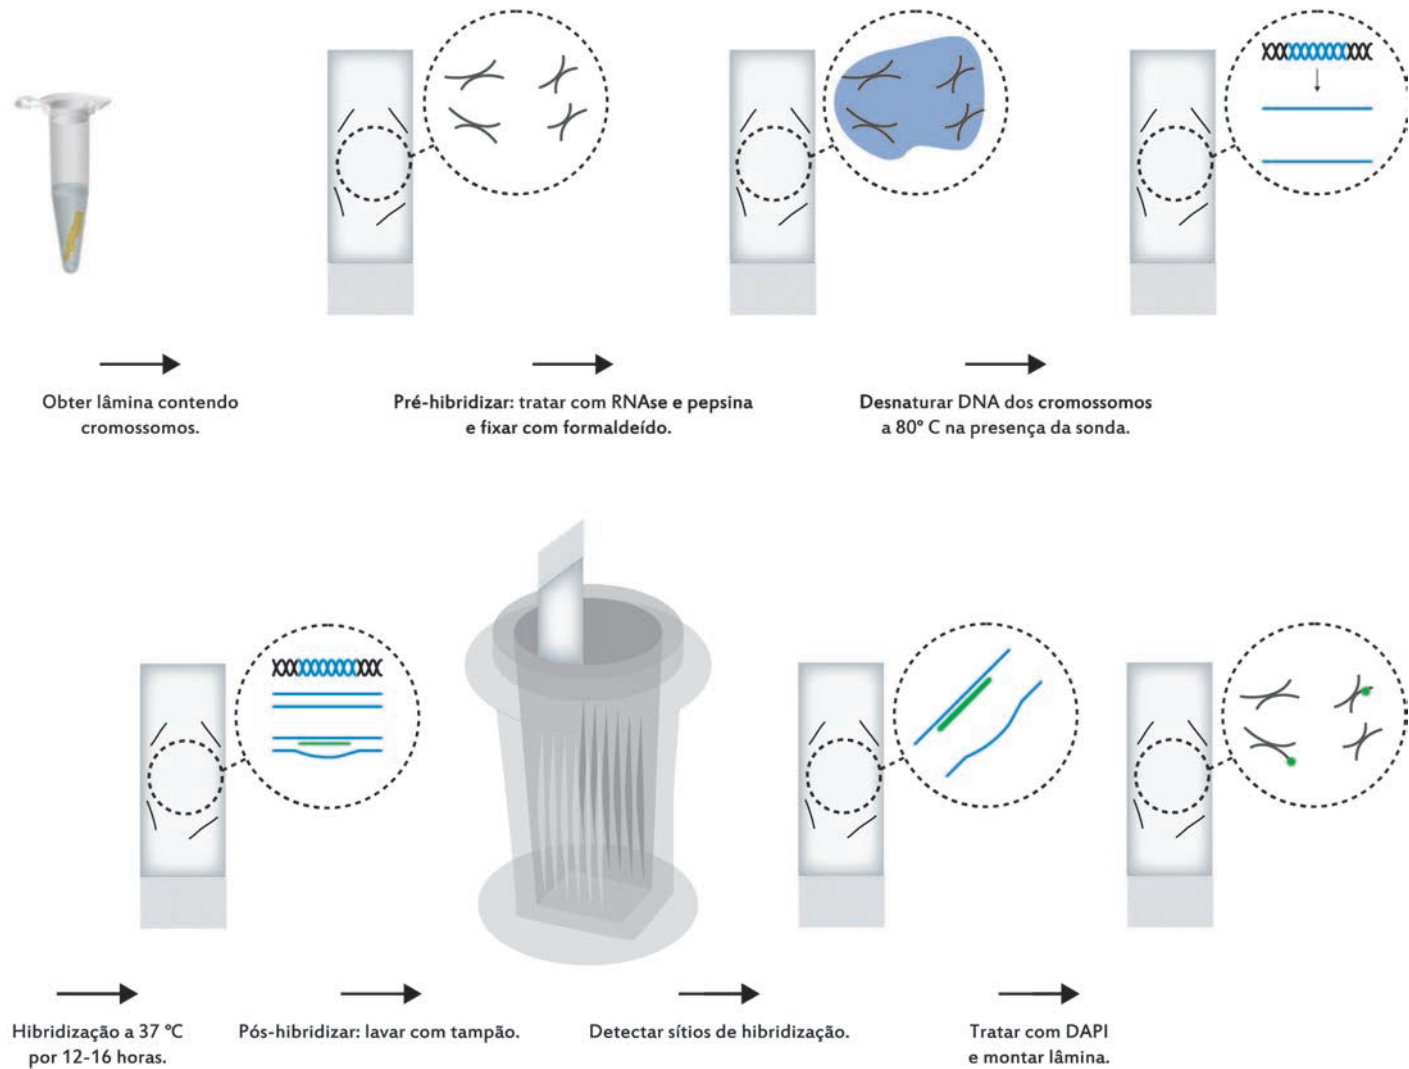 Obter lâmina contendo
cromossomos.
Pré-hibridizar: tratar com RNAse e pepsina
e fixar com formaldeído.
Desnaturar DNA dos cromossomos
a 80° C na presença da sonda.
Hibridização a 37 °C
por 12-16 horas.
Pós-hibridizar: lavar com tampão.
Detectar sítios de hibridização.
Tratar com DAPI
e montar lâmina.